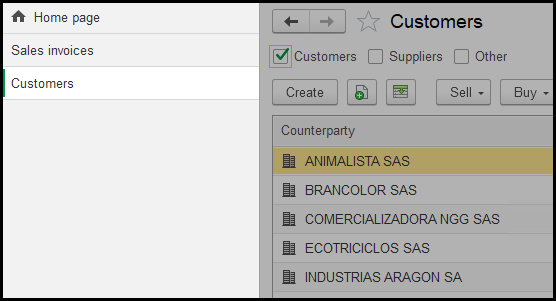 Home page
Sales invoices
Customers
Customers
Customers Suppliers Other
Create Sell Buy
Counterparty
ANIMALISTA SAS
BRANCOLOR SAS
COMERCIALIZADORA NGG SAS
ECOTRICICLOS SAS
INDUSTRIAS ARAGON SA